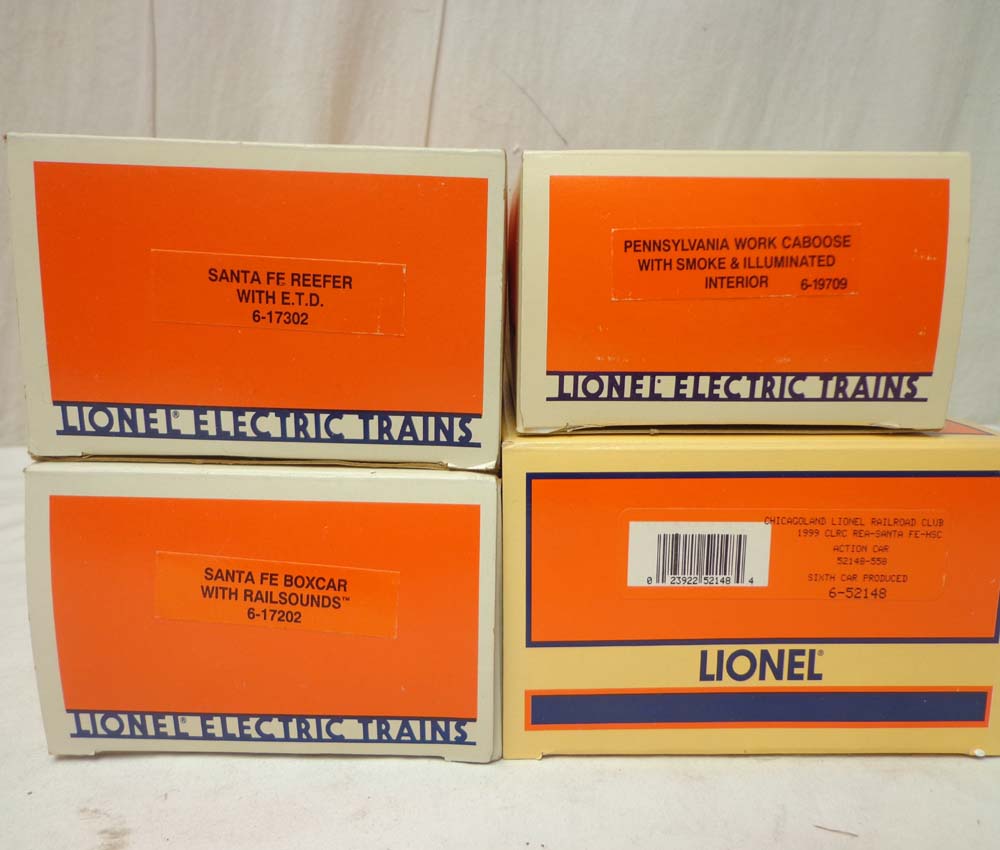 SANTA FE REEFER
WITH E.T.D.
6-17302
LIONEL® ELECTRIC TRAINS
PENNSYLVANIA WORK CABOOSE
WITH SMOKE & ILLUMINATED
INTERIOR 6-19709
LIONEL® ELECTRIC TRAINS
SANTA FE BOXCAR
WITH RAILSOUNDS™
6-17202
LIONEL® ELECTRIC TRAINS
CHICAGOLAND LIONEL RAILROAD CLUB
1999 CLRC REA-SANTA FE-HSC
ACTION CAR
52148-558
SIXTH CAR PRODUCED
6-52148
0 23922 52148 4
LIONEL®